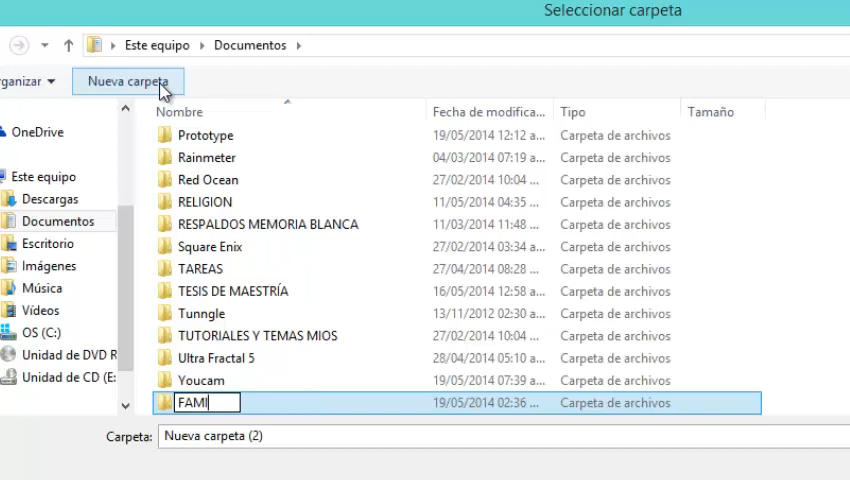 Seleccionar carpeta
Este equipo Documentos
rganizar Nueva carpeta
Nombre Fecha de modifica... Tipo Tamaño
OneDrive
Este equipo
Descargas
Documentos
Escritorio
Imágenes
Música
Vídeos
OS (C:)
Unidad de DVD R
Unidad de CD (E:
Prototype 19/05/2014 12:12 a... Carpeta de archivos
Rainmeter 04/03/2014 07:19 a... Carpeta de archivos
Red Ocean 27/02/2014 10:04 ... Carpeta de archivos
RELIGION 11/05/2014 04:35 ... Carpeta de archivos
RESPALDOS MEMORIA BLANCA 11/03/2014 11:48 ... Carpeta de archivos
Square Enix 27/02/2014 03:34 a... Carpeta de archivos
TAREAS 27/04/2014 08:28 ... Carpeta de archivos
TESIS DE MAESTRÍA 16/05/2014 12:58 a... Carpeta de archivos
Tunngle 13/11/2012 02:30 a... Carpeta de archivos
TUTORIALES Y TEMAS MIOS 27/02/2014 10:04 ... Carpeta de archivos
Ultra Fractal 5 28/04/2014 05:10 a... Carpeta de archivos
Youcam 19/05/2014 07:39 a... Carpeta de archivos
FAMI 19/05/2014 02:36 ... Carpeta de archivos
Carpeta: Nueva carpeta (2)